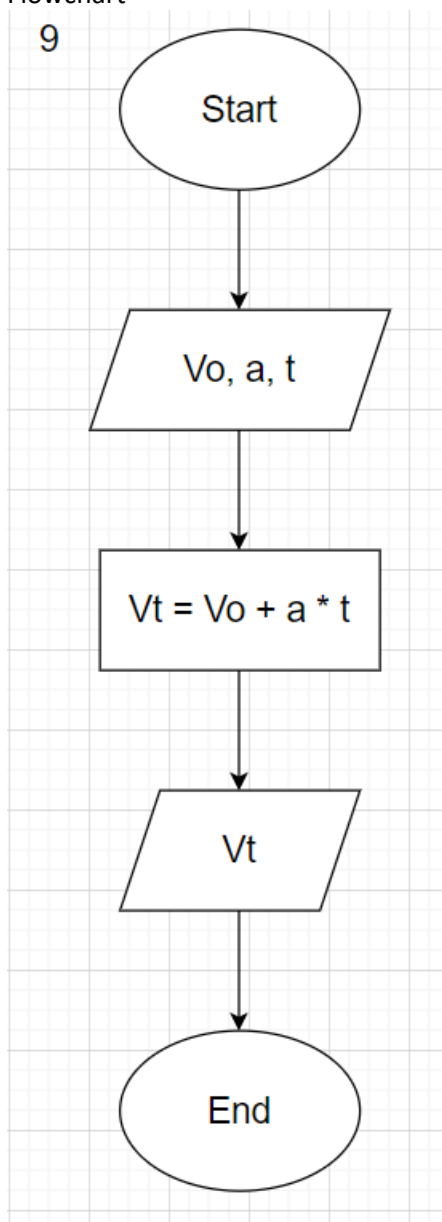 Flowchart
9
Start
Vo, a, t
Vt = Vo + a * t
Vt
End